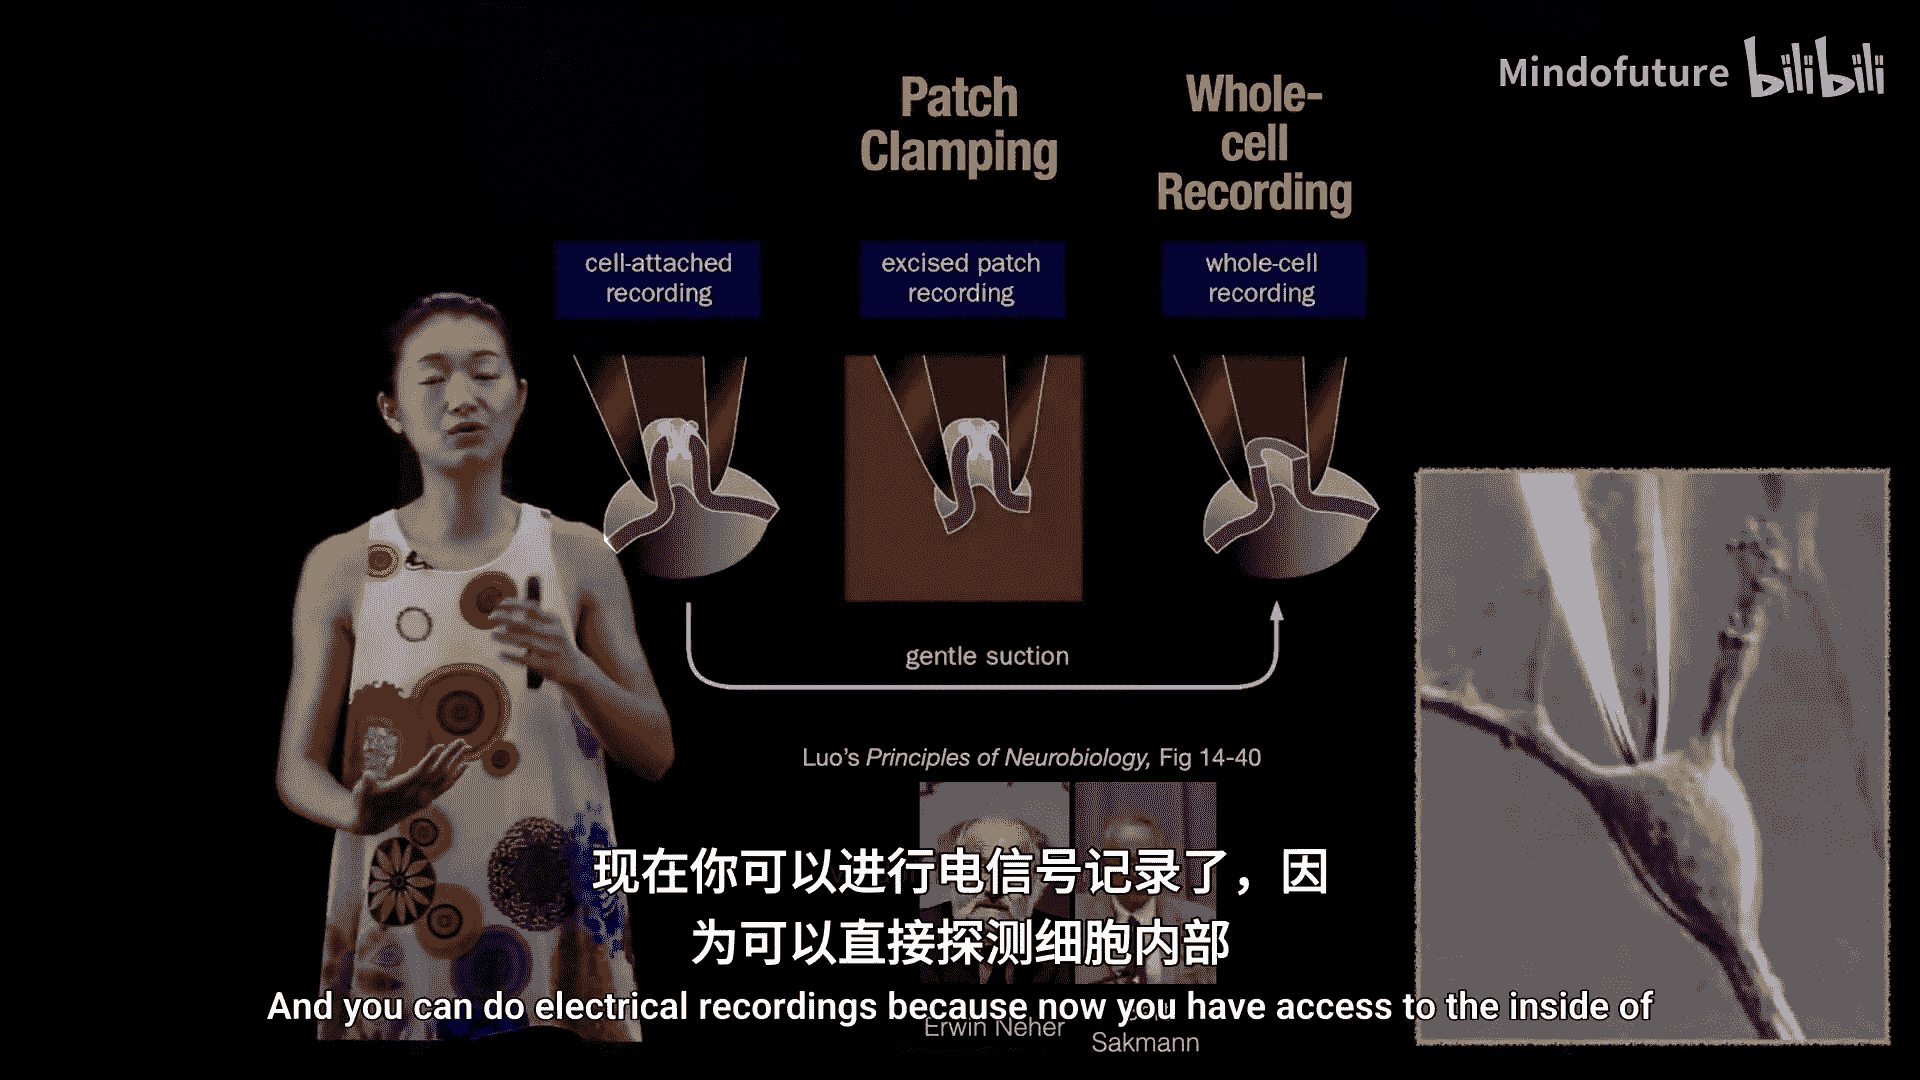 Mindofuture bilibili
Patch
Clamping
Whole-
cell
Recording
cell-attached
recording
excised patch
recording
whole-cell
recording
gentle suction
Luo's Principles of Neurobiology, Fig 14-40
现在你可以进行电信号记录了，因
为可以直接探测细胞内部
And you can do electrical recordings because now you have access to the inside of
Erwin Neher
Sakmann